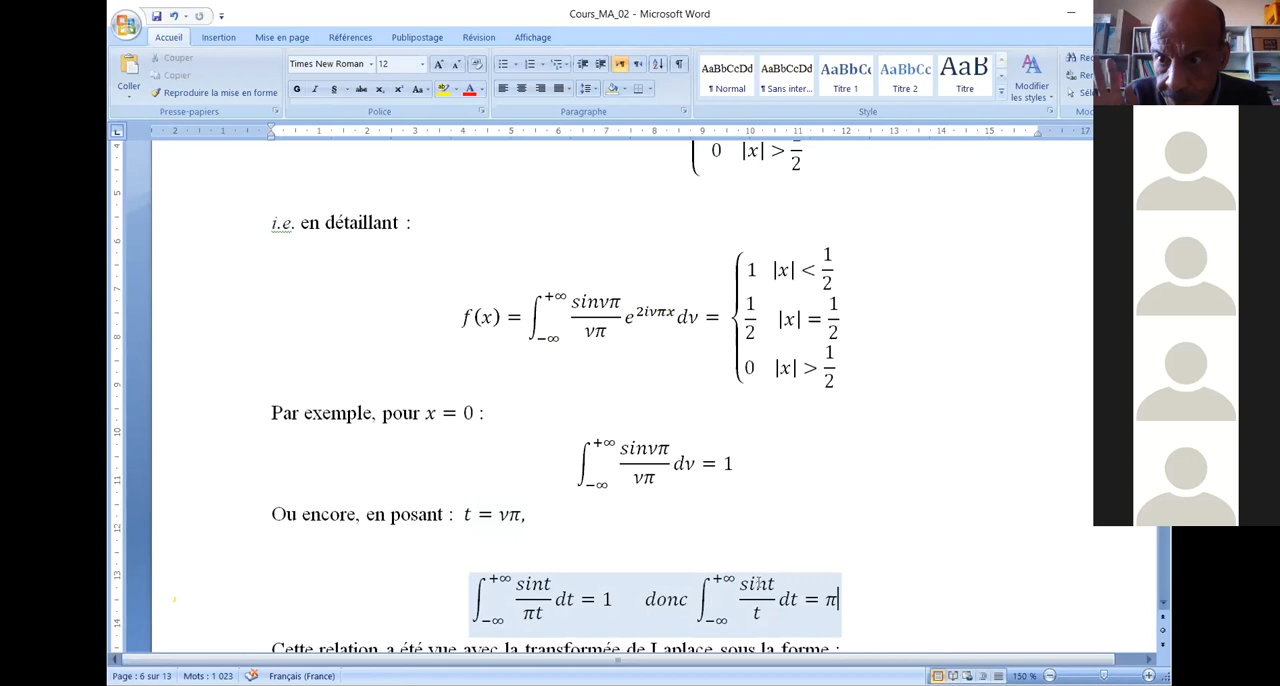 Cours_MA_02 - Microsoft Word
Accueil Insertion Mise en page Références Publipostage Révision Affichage
Couper
Copier
Reproduire la mise en forme
Coller
Presse-papiers
Times New Roman 12
Police
Paragraphe
AaBbCcDd AaBbCcDd AaBbCc AaBbCc AaB
¶ Normal ¶ Sans inter... Titre 1 Titre 2 Titre
Modifier les styles
Style
0 |x| > 1/2
i.e. en détaillant :
f(x) = ∫_{−∞}^{+∞} sinνπ/νπ e^{2iνπx} dν = { 1 |x| < 1/2
1/2 |x| = 1/2
0 |x| > 1/2
Par exemple, pour x = 0 :
∫_{−∞}^{+∞} sinνπ/νπ dν = 1
Ou encore, en posant : t = νπ,
∫_{−∞}^{+∞} sint/πt dt = 1 donc ∫_{−∞}^{+∞} sint/t dt = π
Cette relation a été vue avec la transformée de Laplace sous la forme :
Page : 6 sur 13 Mots : 1 023 Français (France) 150 %